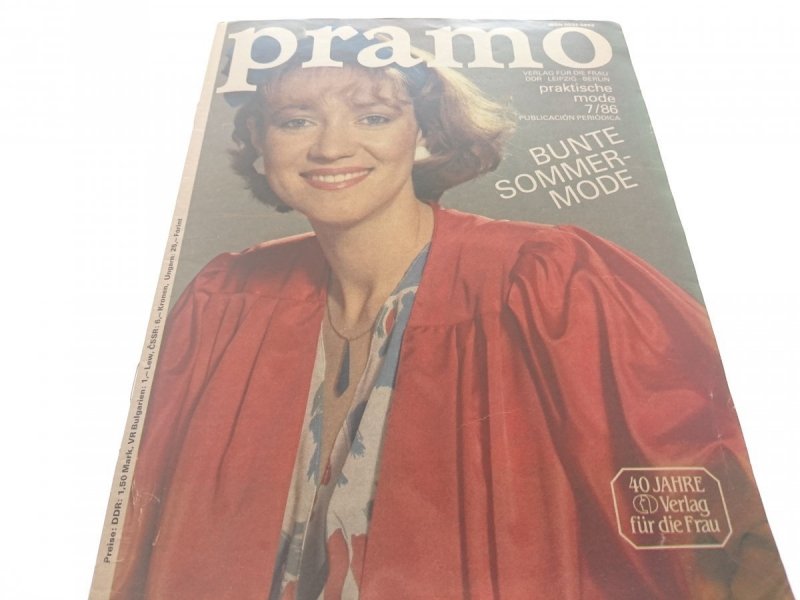 pramo
VERLAG FÜR DIE FRAU
DDR · LEIPZIG · BERLIN
praktische
mode
7/86
PUBLICACIÓN PERIÓDICA
BUNTE
SOMMER-
MODE
Preise: DDR: 1,50 Mark, VR Bulgarien: 1,– Lew, ČSSR: 6,– Kronen, Ungarn: 25,– Forint
40 JAHRE
Verlag
für die Frau